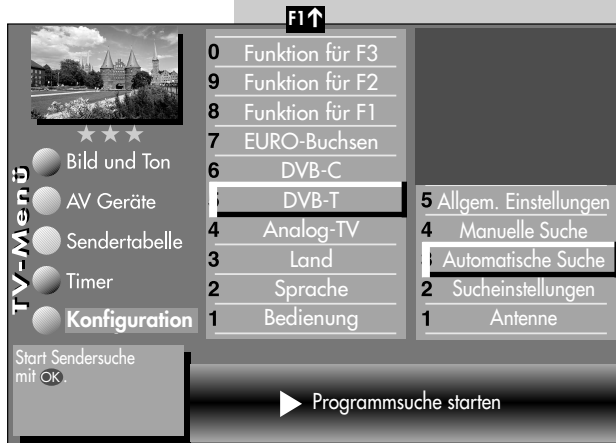 F1↑
TV-Menü
Bild und Ton
AV Geräte
Sendertabelle
Timer
Konfiguration
0 Funktion für F3
9 Funktion für F2
8 Funktion für F1
7 EURO-Buchsen
6 DVB-C
5 DVB-T
4 Analog-TV
3 Land
2 Sprache
1 Bedienung
5 Allgem. Einstellungen
4 Manuelle Suche
3 Automatische Suche
2 Sucheinstellungen
1 Antenne
Start Sendersuche
mit OK.
Programmsuche starten